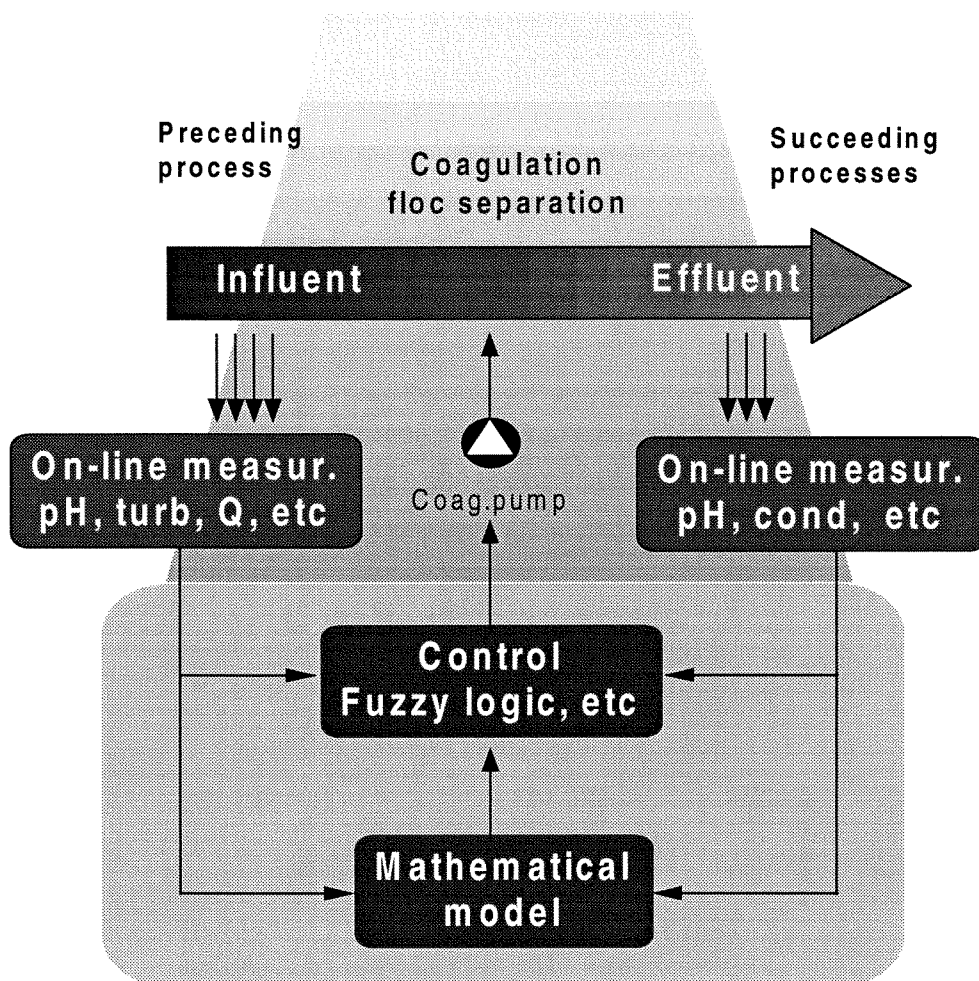 Preceding
process
Coagulation
floc separation
Succeeding
processes
Influent
Effluent
On-line measur.
pH, turb, Q, etc
Coag.pump
On-line measur.
pH, cond, etc
Control
Fuzzy logic, etc
Mathematical
model